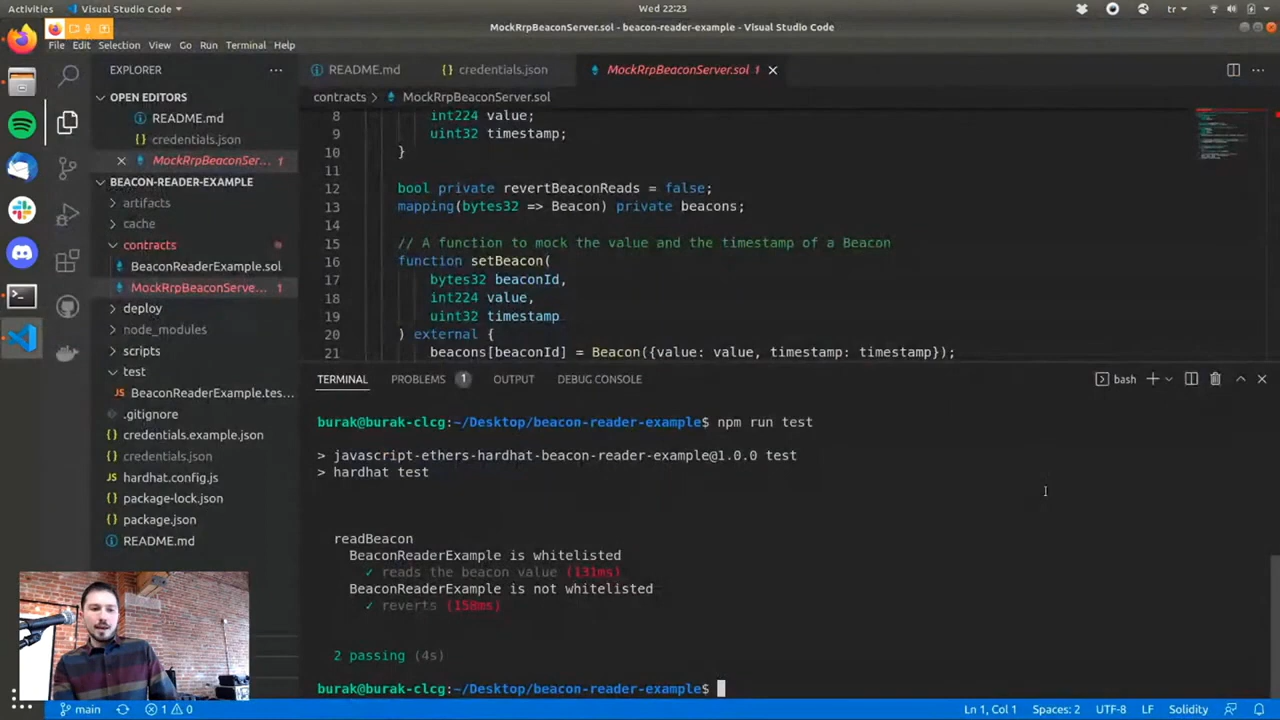 Activities
Visual Studio Code
Wed 22:23
tr
MockRrpBeaconServer.sol - beacon-reader-example - Visual Studio Code
File Edit Selection View Go Run Terminal Help
EXPLORER
README.md
credentials.json
MockRrpBeaconServer.sol 1
OPEN EDITORS
README.md
credentials.json
MockRrpBeaconSer... 1
BEACON-READER-EXAMPLE
artifacts
cache
contracts
BeaconReaderExample.sol
MockRrpBeaconServe... 1
deploy
node_modules
scripts
test
JS BeaconReaderExample.tes...
.gitignore
{} credentials.example.json
{} credentials.json
JS hardhat.config.js
{} package-lock.json
{} package.json
README.md
contracts > MockRrpBeaconServer.sol
8 int224 value;
9 uint32 timestamp;
10 }
11
12 bool private revertBeaconReads = false;
13 mapping(bytes32 => Beacon) private beacons;
14
15 // A function to mock the value and the timestamp of a Beacon
16 function setBeacon(
17 bytes32 beaconId,
18 int224 value,
19 uint32 timestamp
20 ) external {
21 beacons[beaconId] = Beacon({value: value, timestamp: timestamp});
TERMINAL PROBLEMS 1 OUTPUT DEBUG CONSOLE
bash
burak@burak-clcg:~/Desktop/beacon-reader-example$ npm run test
> javascript-ethers-hardhat-beacon-reader-example@1.0.0 test
> hardhat test
readBeacon
BeaconReaderExample is whitelisted
✓ reads the beacon value (131ms)
BeaconReaderExample is not whitelisted
✓ reverts (158ms)
2 passing (4s)
burak@burak-clcg:~/Desktop/beacon-reader-example$
main
1 0
Ln 1, Col 1 Spaces: 2 UTF-8 LF Solidity